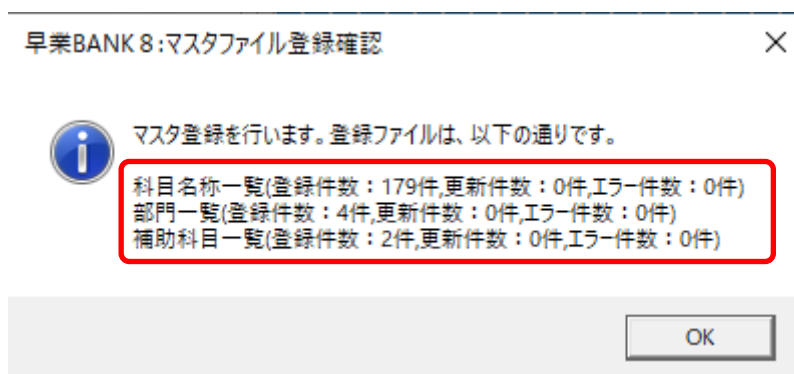 早業BANK 8:マスタファイル登録確認
マスタ登録を行います。登録ファイルは、以下の通りです。
科目名称一覧(登録件数：179件,更新件数：0件,エラー件数：0件)
部門一覧(登録件数：4件,更新件数：0件,エラー件数：0件)
補助科目一覧(登録件数：2件,更新件数：0件,エラー件数：0件)
OK